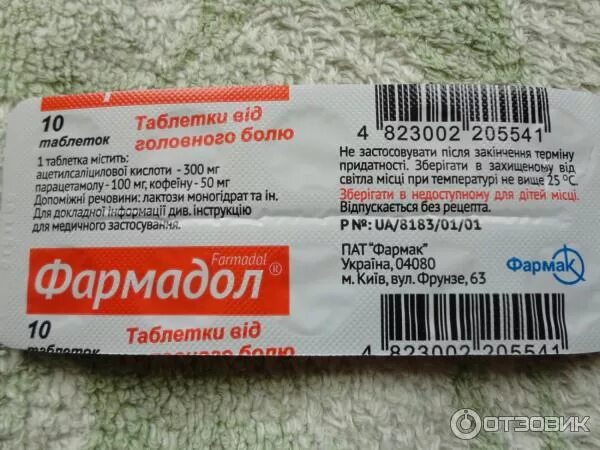 10
таблеток
Таблетки від
головного болю
1 таблетка містить:
ацетилсаліцилової кислоти - 300 мг
парацетамолу - 100 мг, кофеїну - 50 мг
Допоміжні речовини: лактози моногідрат та ін.
Для докладної інформації див. інструкцію
для медичного застосування.
Farmadol
Фармадол®
10
таблеток
Таблетки від
головного болю
4 823002 205541
Не застосовувати після закінчення терміну
придатності. Зберігати в захищеному від
світла місці при температурі не вище 25 °С.
Зберігати в недоступному для дітей місці.
Відпускається без рецепта.
Р №: UA/8183/01/01
ПАТ "Фармак"
Україна, 04080
м. Київ, вул. Фрунзе, 63
Фармак
4 823002 205541
ОТЗОВИК